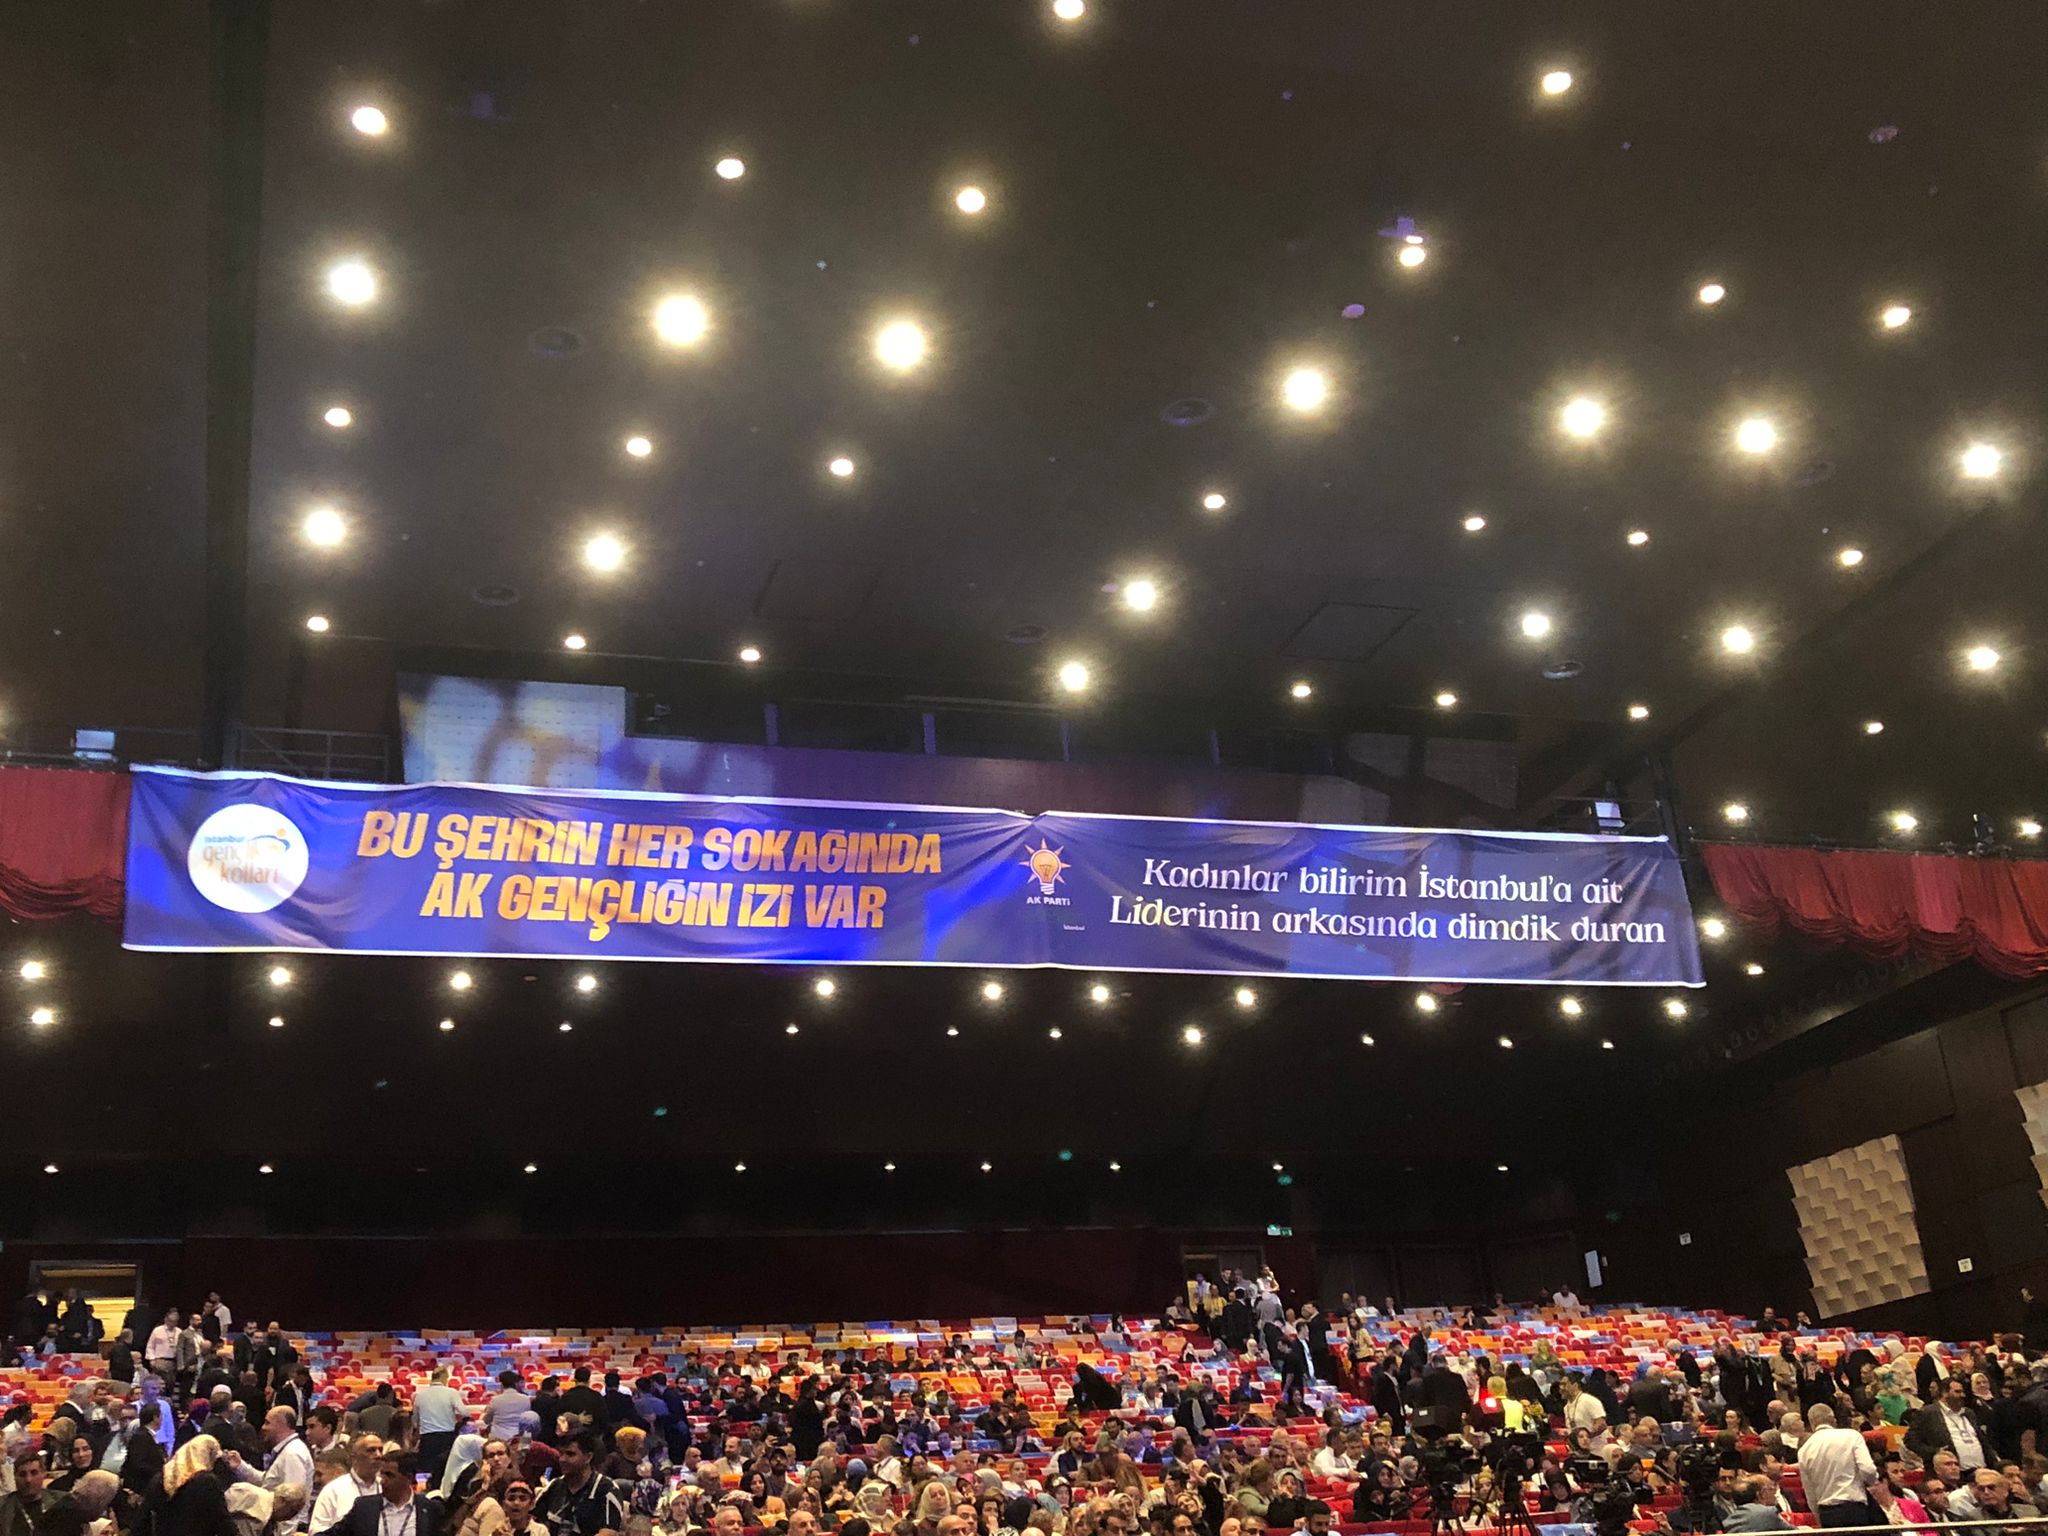 istanbul
genç
kolları
BU ŞEHRİN HER SOKAĞINDA
AK GENÇLİĞİN İZİ VAR
AK PARTİ
İstanbul
Kadınlar bilirim İstanbul'a ait
Liderinin arkasında dimdik duran